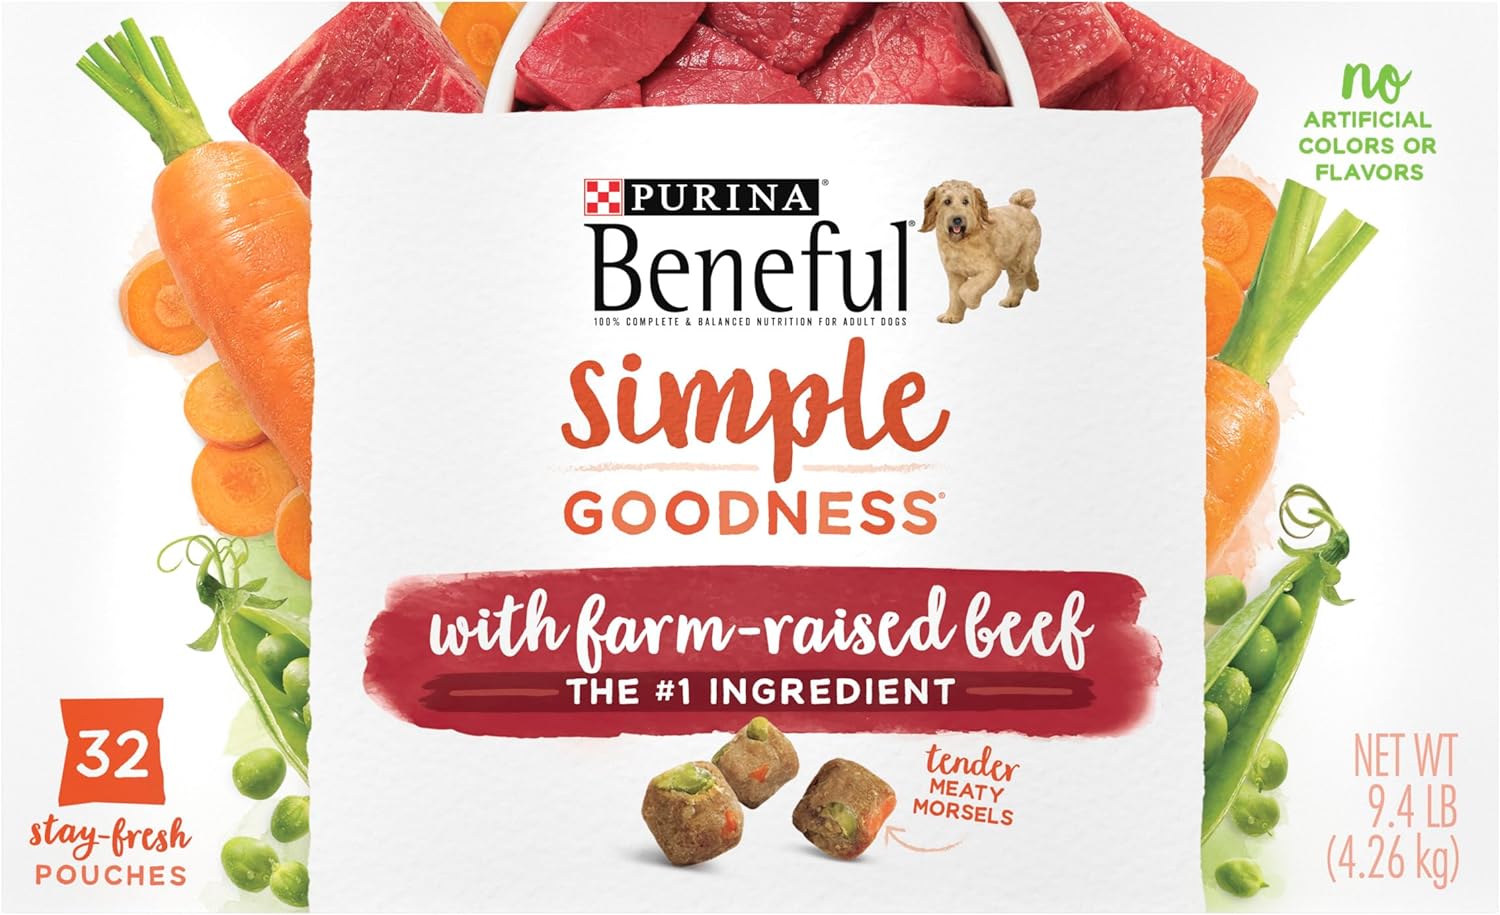 no
ARTIFICIAL
COLORS OR
FLAVORS
PURINA®
Beneful®
100% COMPLETE & BALANCED NUTRITION FOR ADULT DOGS
simple
GOODNESS®
with farm-raised beef
THE #1 INGREDIENT
tender
MEATY
MORSELS
32
stay-fresh
POUCHES
NET WT
9.4 LB
(4.26 kg)